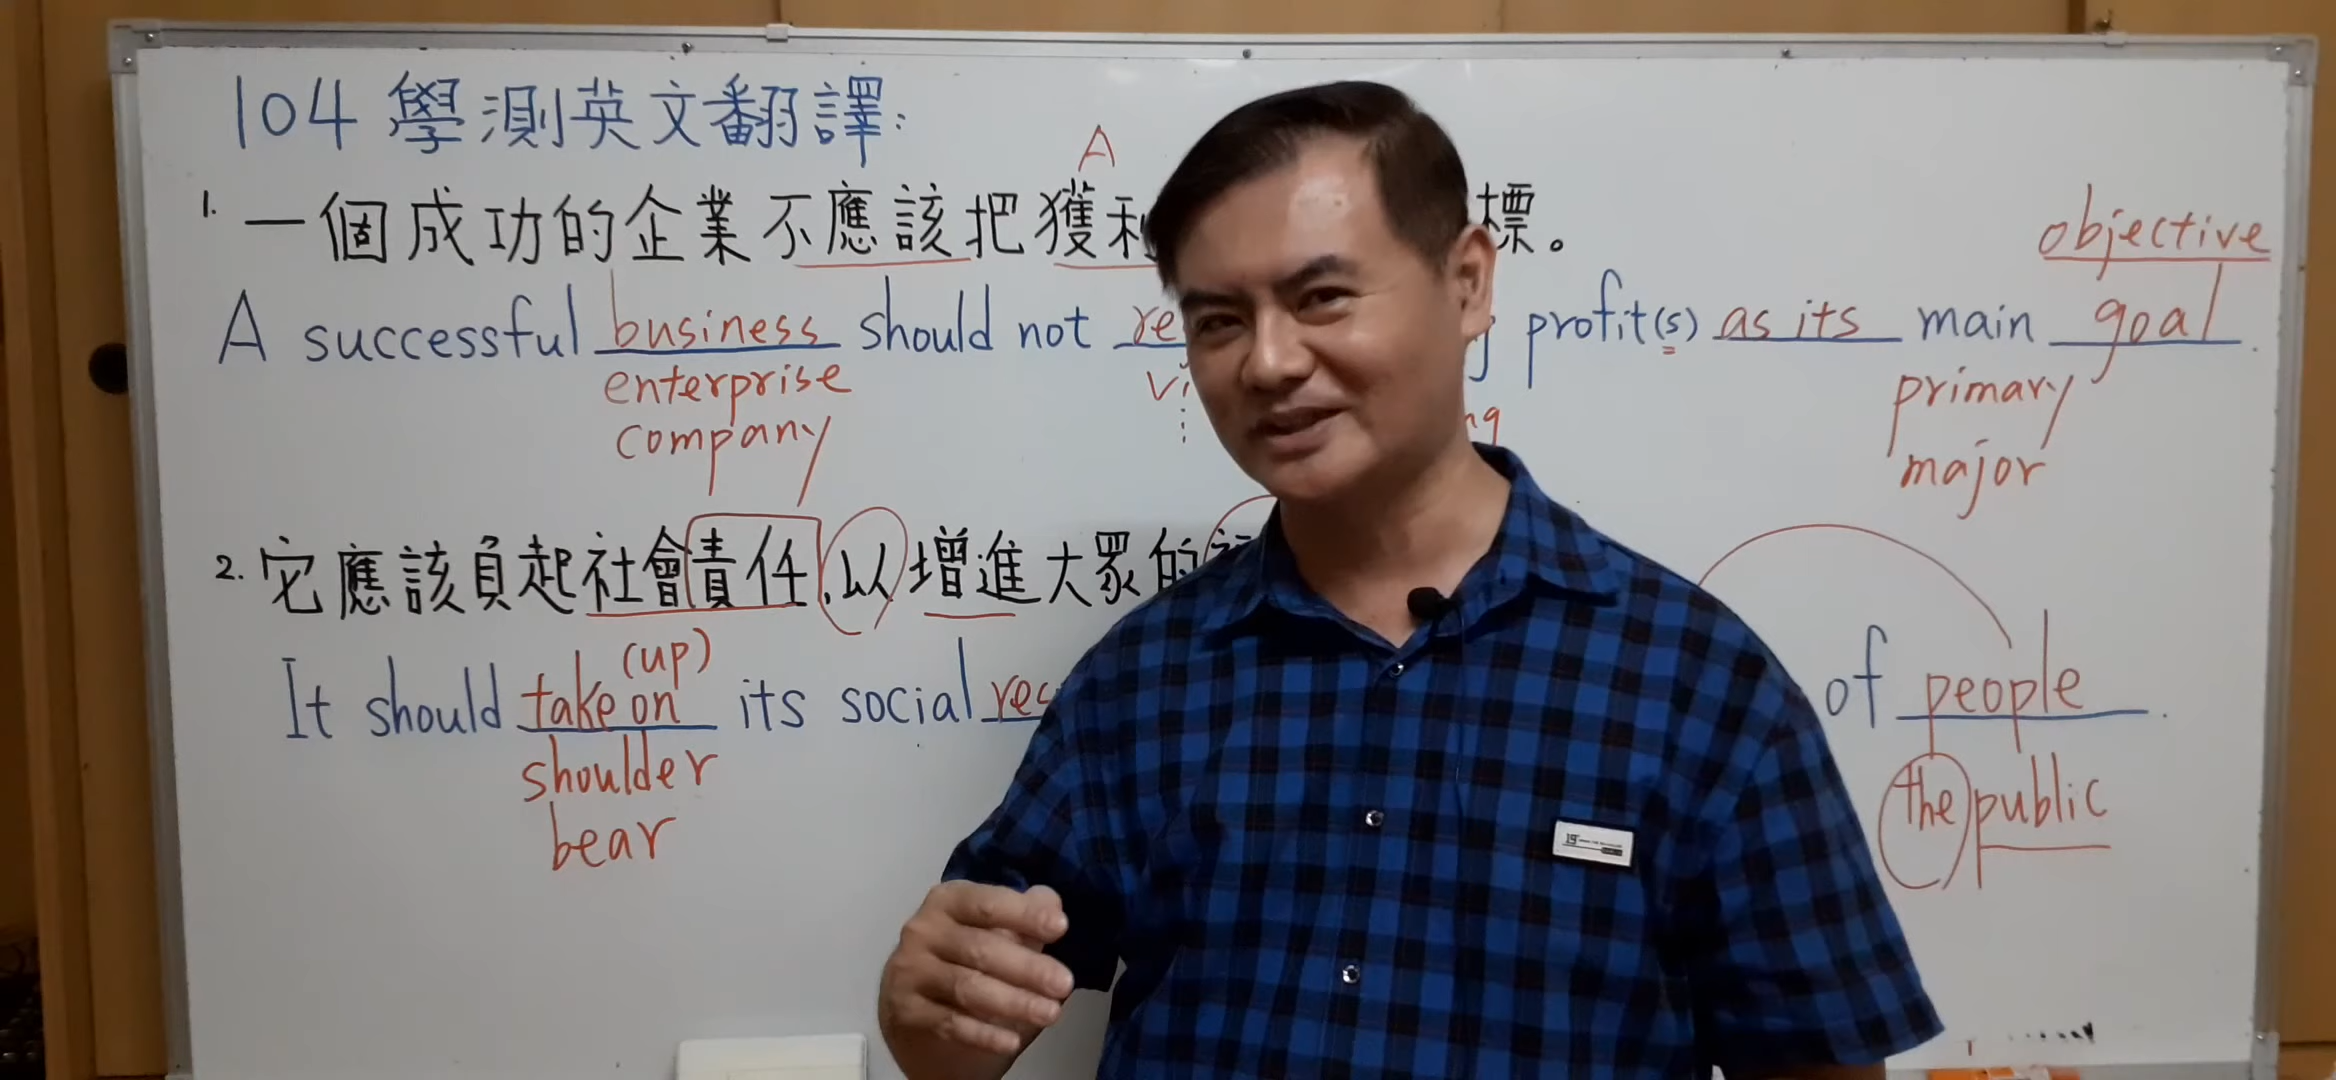 104 學測英文翻譯:
A
1. 一個成功的企業不應該把獲利 標。
objective
A successful business should not re profit(s) as its main goal.
enterprise
primary
company
major
2. 它應該負起社會責任,以增進大眾的
(up)
It should take on its social of people.
shoulder
the public
bear